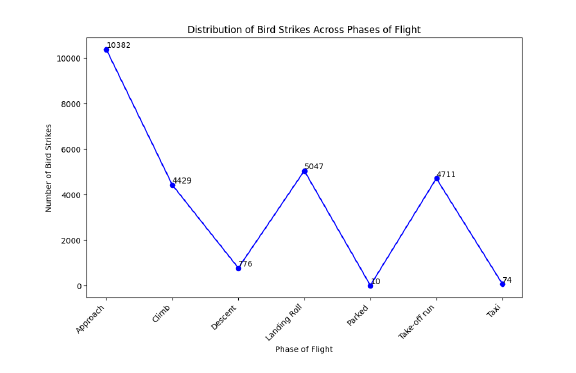 Distribution of Bird Strikes Across Phases of Flight
Number of Bird Strikes
10000
8000
6000
4000
2000
0
10382
4429
776
5047
10
4711
74
Approach
Climb
Descent
Landing Roll
Parked
Take-off run
Taxi
Phase of Flight